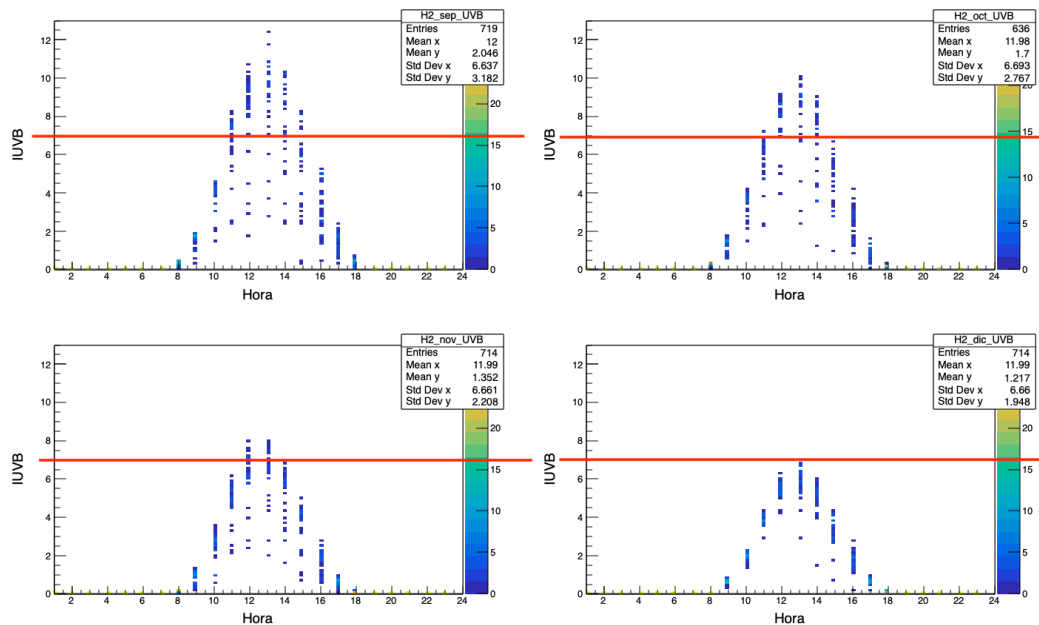 H2_sep_UVB
Entries 719
Mean x 12
Mean y 2.046
Std Dev x 6.637
Std Dev y 3.182
IUVB
12
10
8
6
4
2
0
2 4 6 8 10 12 14 16 18 20 22 24
Hora
20
15
10
5
0
H2_oct_UVB
Entries 636
Mean x 11.98
Mean y 1.7
Std Dev x 6.693
Std Dev y 2.767
IUVB
12
10
8
6
4
2
0
2 4 6 8 10 12 14 16 18 20 22 24
Hora
20
15
10
5
0
H2_nov_UVB
Entries 714
Mean x 11.99
Mean y 1.352
Std Dev x 6.661
Std Dev y 2.208
IUVB
12
10
8
6
4
2
0
2 4 6 8 10 12 14 16 18 20 22 24
Hora
20
15
10
5
0
H2_dic_UVB
Entries 714
Mean x 11.99
Mean y 1.217
Std Dev x 6.66
Std Dev y 1.948
IUVB
12
10
8
6
4
2
0
2 4 6 8 10 12 14 16 18 20 22 24
Hora
20
15
10
5
0